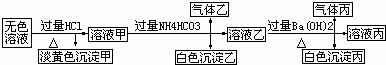 无色溶液
过量HCl
△
溶液甲
淡黄色沉淀甲
过量NH4HCO3
气体乙
溶液乙
白色沉淀乙
过量Ba(OH)2
△
气体丙
溶液丙
白色沉淀丙